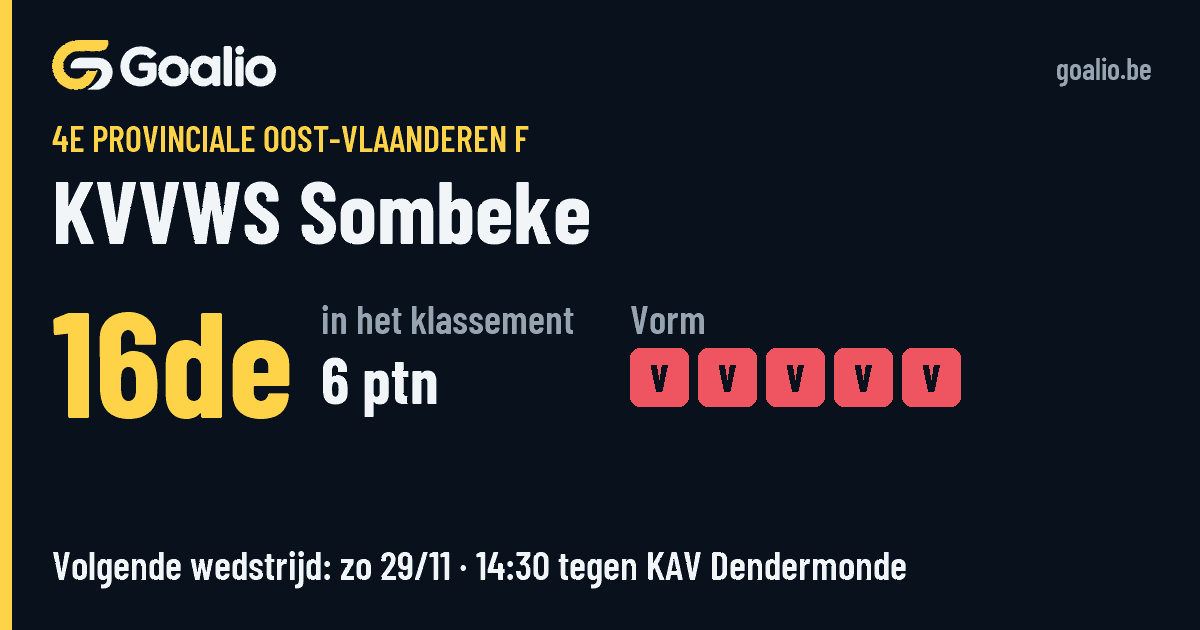 Goalio
goalio.be
4E PROVINCIALE OOST-VLAANDEREN F
KVVWS Sombeke
16de
in het klassement
6 ptn
Vorm
V V V V V
Volgende wedstrijd: zo 29/11 · 14:30 tegen KAV Dendermonde